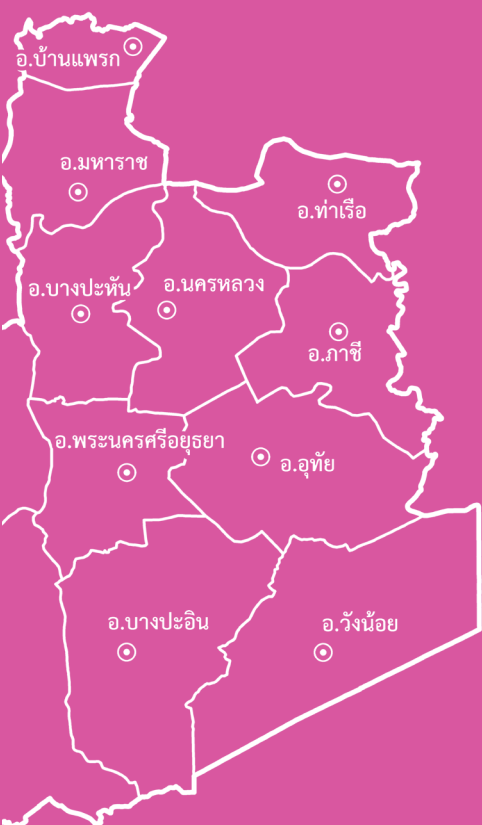 อ.บ้านแพรก
อ.มหาราช
อ.ท่าเรือ
อ.บางปะหัน
อ.นครหลวง
อ.ภาชี
อ.พระนครศรีอยุธยา
อ.อุทัย
อ.บางปะอิน
อ.วังน้อย